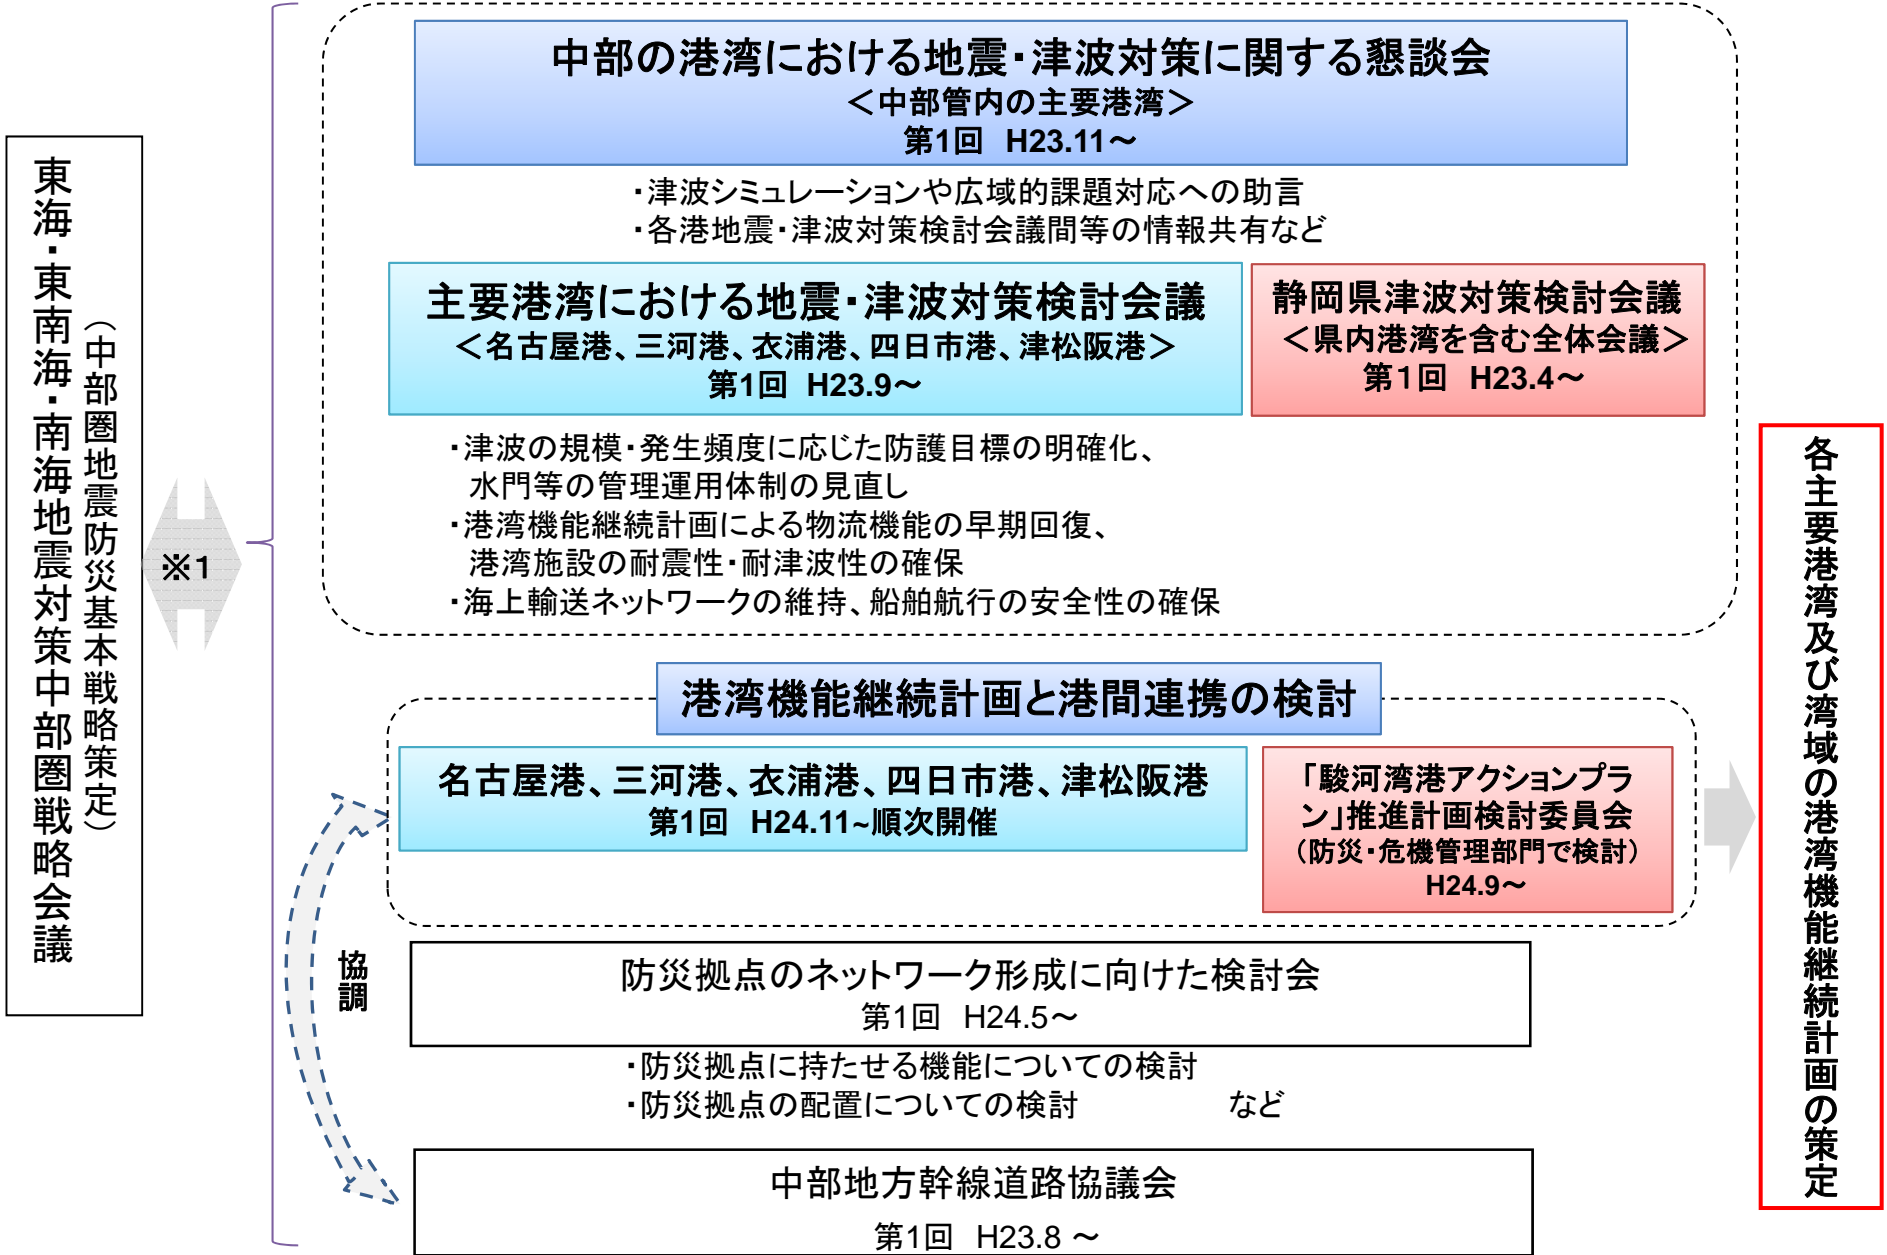 東海・東南海・南海地震対策中部圏戦略会議
（中部圏地震防災基本戦略策定）
※1
中部の港湾における地震・津波対策に関する懇談会
＜中部管内の主要港湾＞
第1回　H23.11～
・津波シミュレーションや広域的課題対応への助言
・各港地震・津波対策検討会議間等の情報共有など
主要港湾における地震・津波対策検討会議
＜名古屋港、三河港、衣浦港、四日市港、津松阪港＞
第1回　H23.9～
静岡県津波対策検討会議
＜県内港湾を含む全体会議＞
第１回　H23.4～
・津波の規模・発生頻度に応じた防護目標の明確化、
水門等の管理運用体制の見直し
・港湾機能継続計画による物流機能の早期回復、
港湾施設の耐震性・耐津波性の確保
・海上輸送ネットワークの維持、船舶航行の安全性の確保
港湾機能継続計画と港間連携の検討
名古屋港、三河港、衣浦港、四日市港、津松阪港
第1回　H24.11~順次開催
「駿河湾港アクションプラ
ン」推進計画検討委員会
（防災・危機管理部門で検討）
H24.9～
協調
防災拠点のネットワーク形成に向けた検討会
第1回　H24.5～
・防災拠点に持たせる機能についての検討
・防災拠点の配置についての検討　　　　　など
中部地方幹線道路協議会
第1回　H23.8 ～
各主要港湾及び湾域の港湾機能継続計画の策定